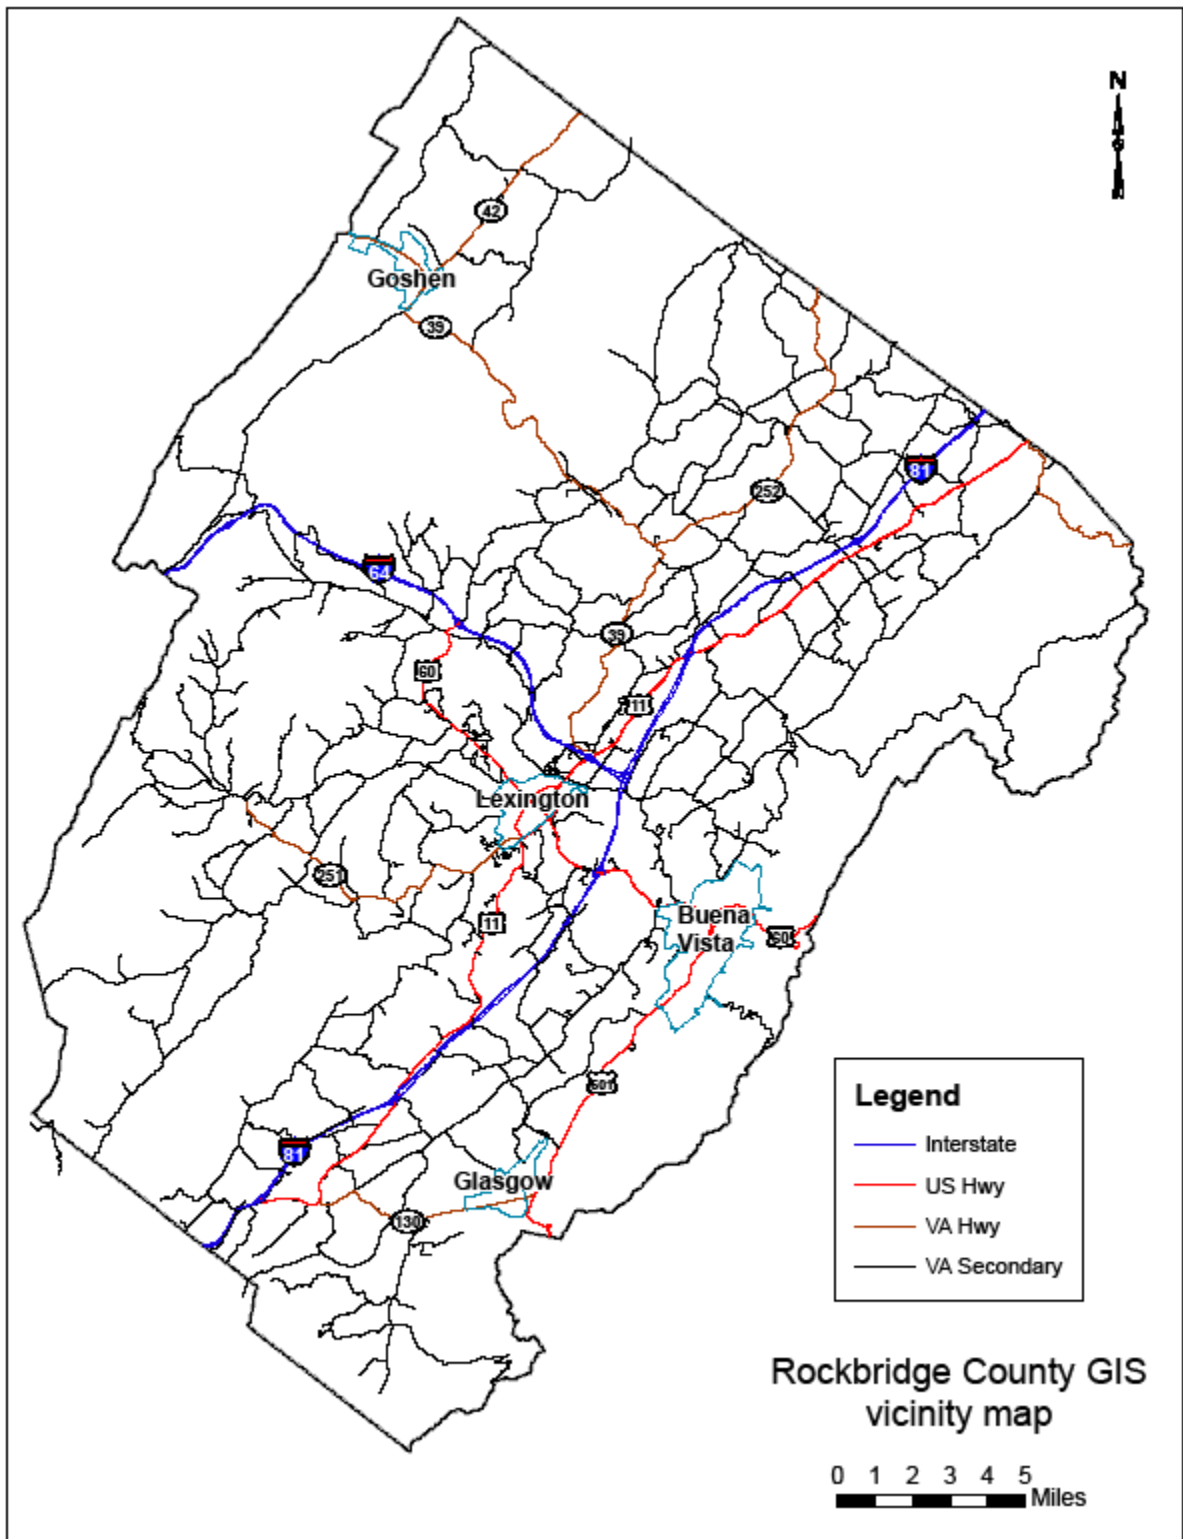 N
42
Goshen
39
81
252
64
39
60
11
Lexington
251
11
Buena
Vista
60
501
Legend
Interstate
US Hwy
VA Hwy
VA Secondary
81
Glasgow
130
Rockbridge County GIS
vicinity map
0 1 2 3 4 5
Miles